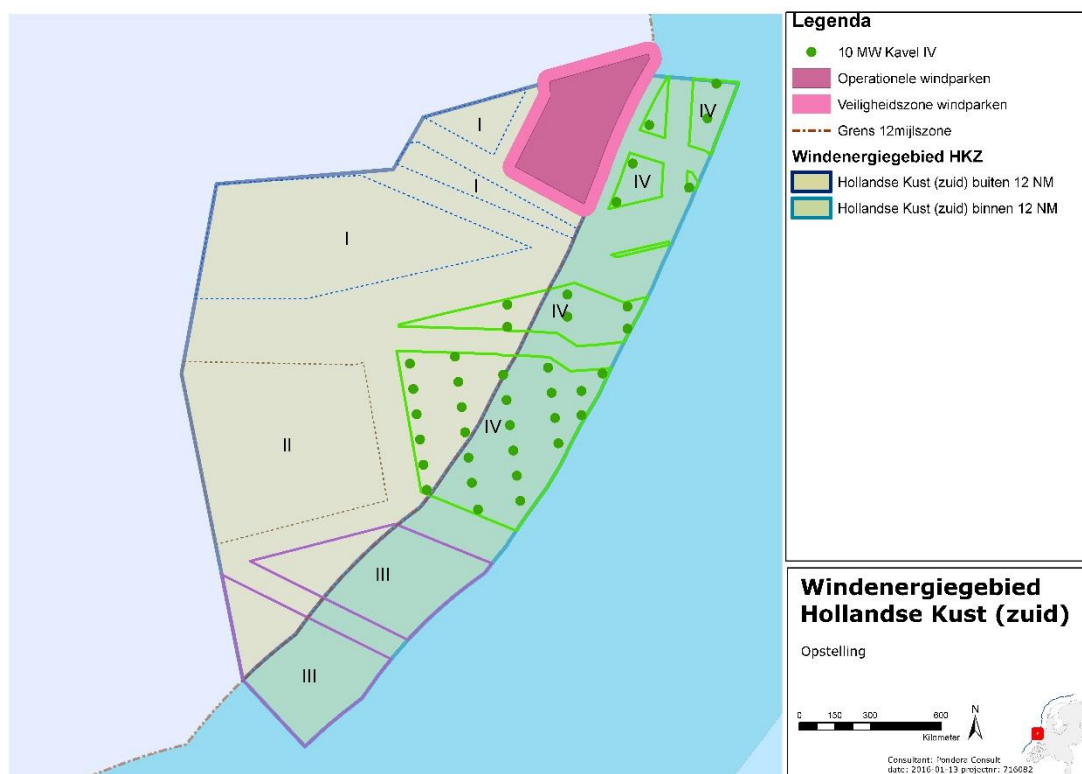 I
IV
I
IV
I
IV
II
IV
III
III
Legenda
10 MW Kavel IV
Operationele windparken
Veiligheidszone windparken
Grens 12mijlszone
Windenergiegebied HKZ
Hollandse Kust (zuid) buiten 12 NM
Hollandse Kust (zuid) binnen 12 NM
Windenergiegebied
Hollandse Kust (zuid)
Opstelling
N
0 150 300 600
Kilometer
Consultant: Pondera Consult
date: 2016-01-13 projectnr: 716082